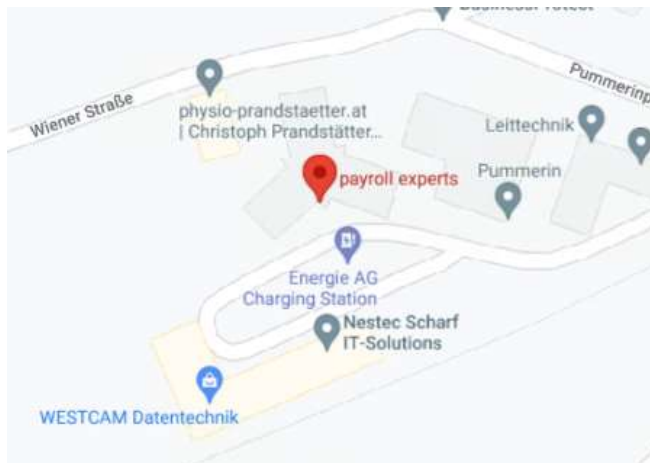 Wiener Straße
physio-prandstaetter.at
| Christoph Prandstätter...
Pummerinp
Leittechnik
payroll experts
Pummerin
Energie AG
Charging Station
Nestec Scharf
IT-Solutions
WESTCAM Datentechnik